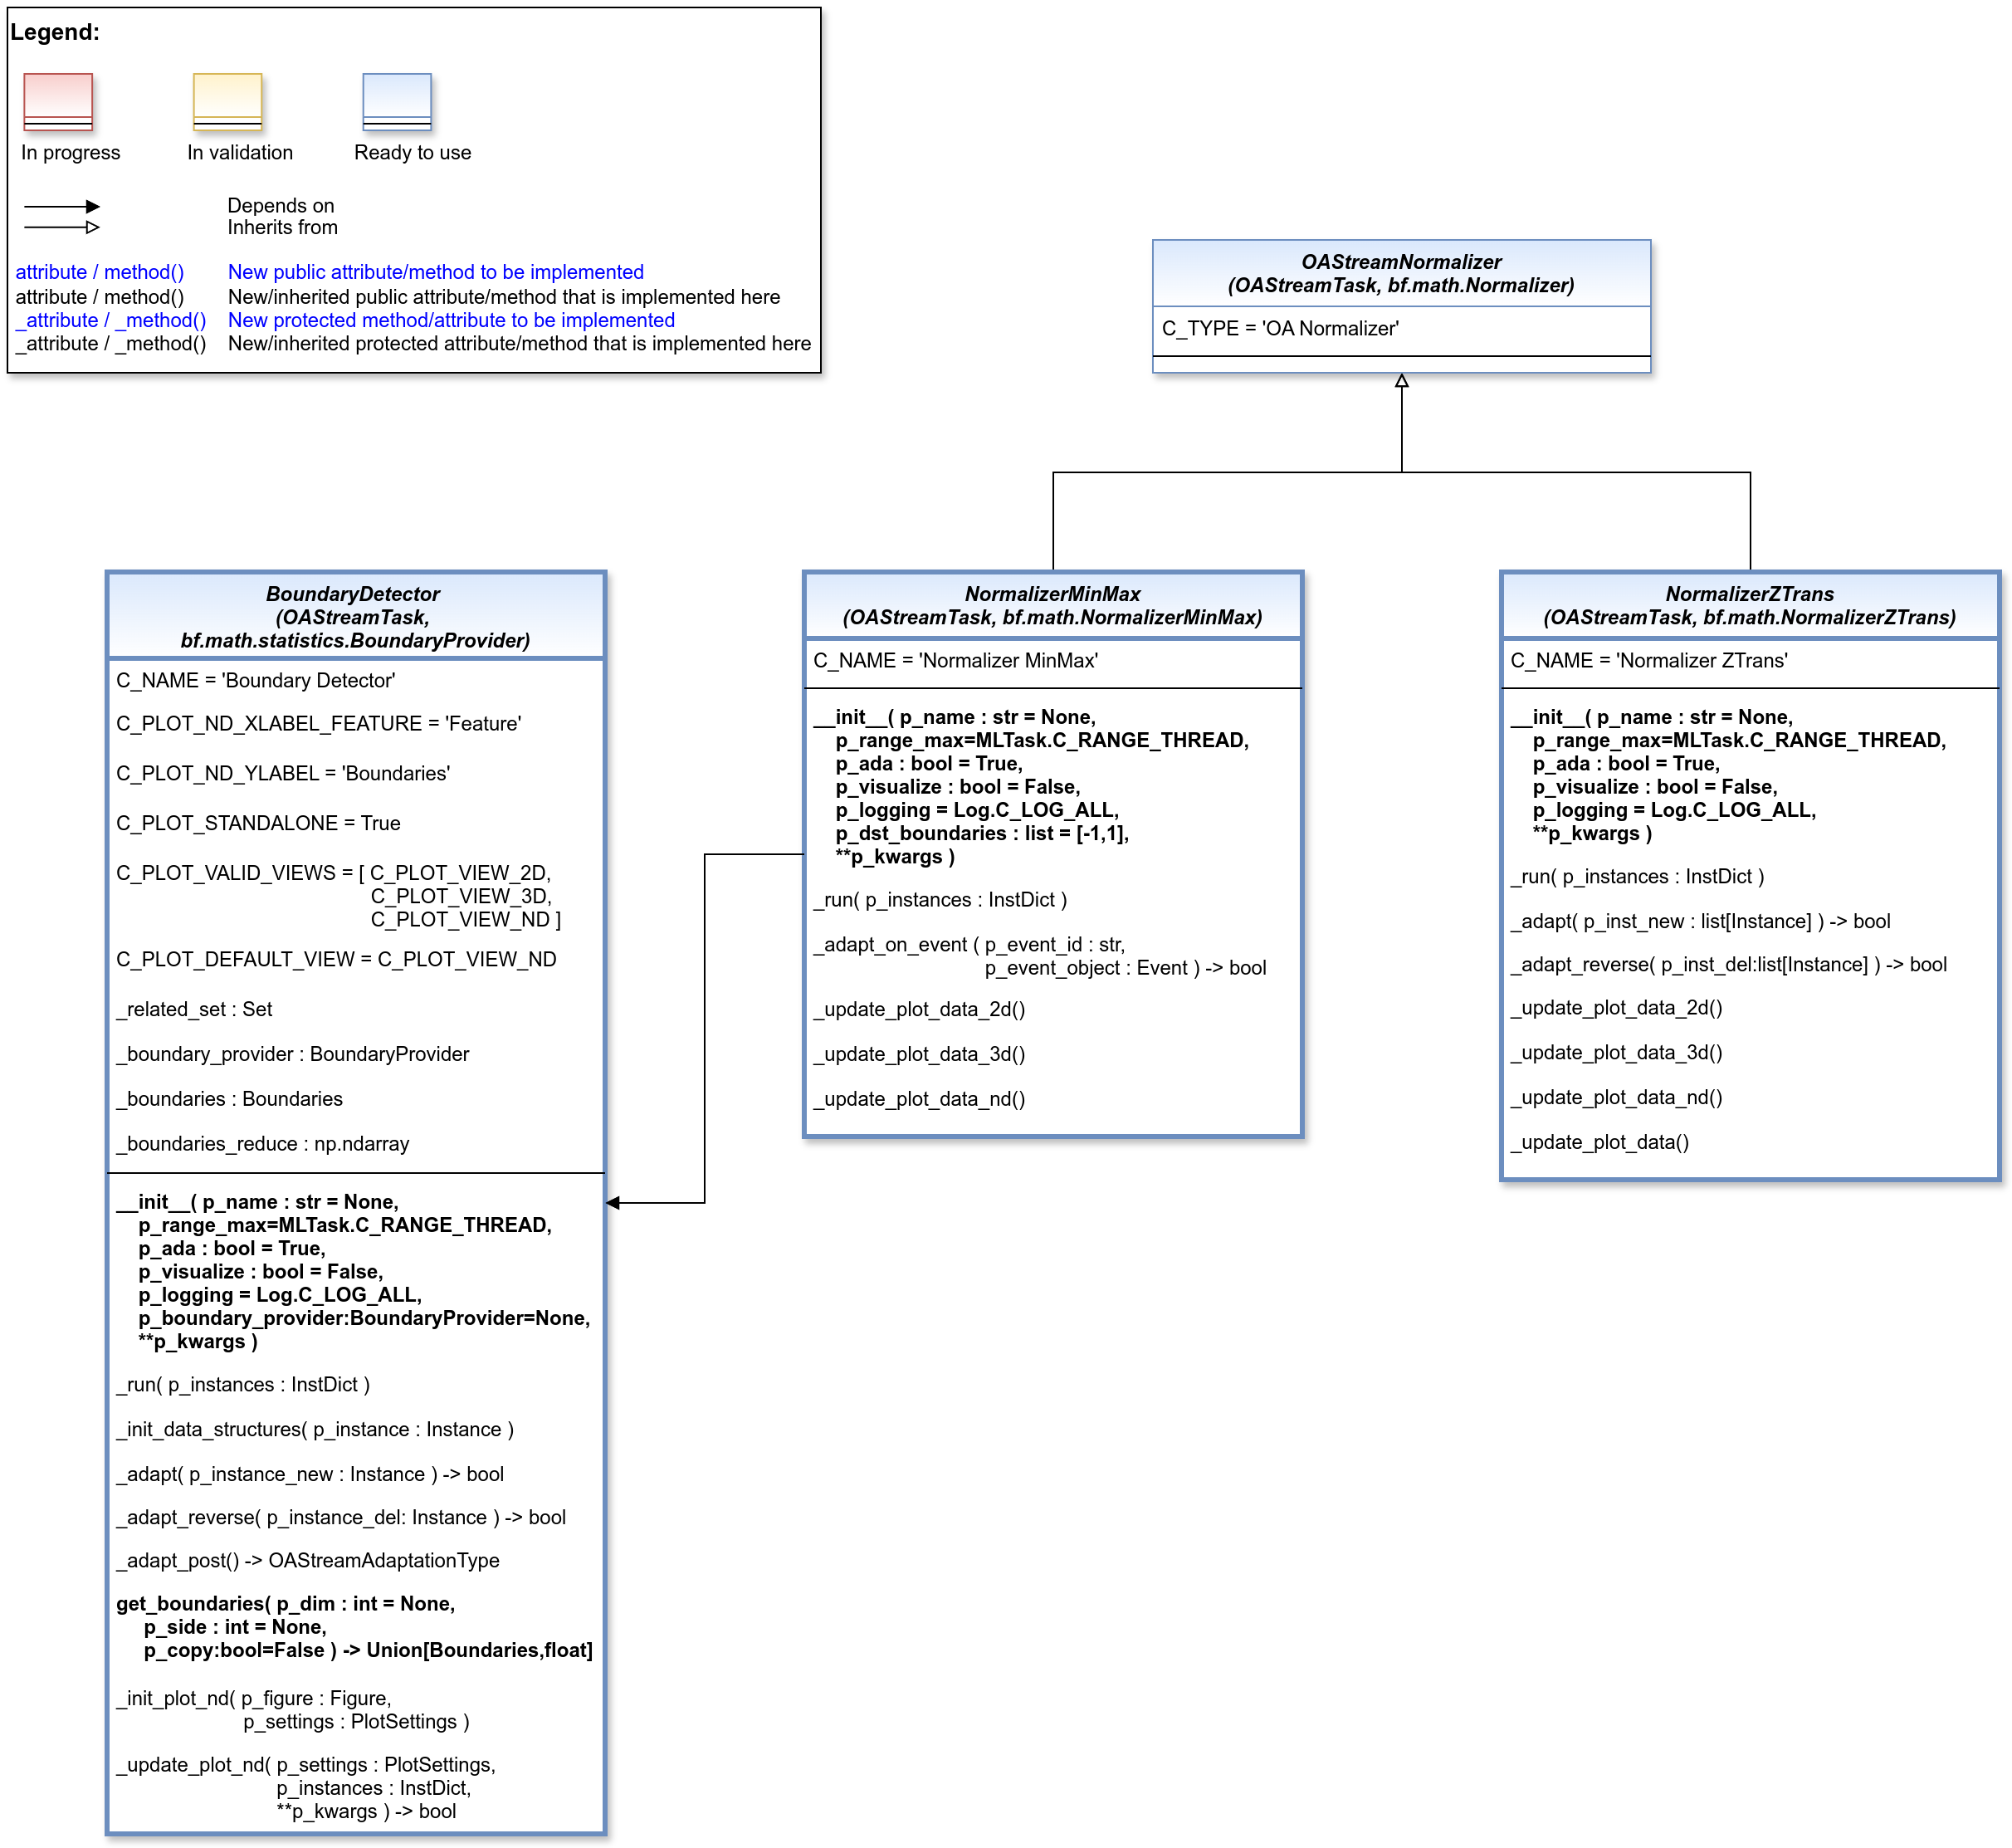 Legend:
In progress
In validation
Ready to use
Depends on
Inherits from
attribute / method() New public attribute/method to be implemented
attribute / method() New/inherited public attribute/method that is implemented here
_attribute / _method() New protected method/attribute to be implemented
_attribute / _method() New/inherited protected attribute/method that is implemented here
OAStreamNormalizer
(OAStreamTask, bf.math.Normalizer)
C_TYPE = 'OA Normalizer'
BoundaryDetector
(OAStreamTask,
bf.math.statistics.BoundaryProvider)
C_NAME = 'Boundary Detector'
C_PLOT_ND_XLABEL_FEATURE = 'Feature'
C_PLOT_ND_YLABEL = 'Boundaries'
C_PLOT_STANDALONE = True
C_PLOT_VALID_VIEWS = [ C_PLOT_VIEW_2D,
C_PLOT_VIEW_3D,
C_PLOT_VIEW_ND ]
C_PLOT_DEFAULT_VIEW = C_PLOT_VIEW_ND
_related_set : Set
_boundary_provider : BoundaryProvider
_boundaries : Boundaries
_boundaries_reduce : np.ndarray
__init__( p_name : str = None,
p_range_max=MLTask.C_RANGE_THREAD,
p_ada : bool = True,
p_visualize : bool = False,
p_logging = Log.C_LOG_ALL,
p_boundary_provider:BoundaryProvider=None,
**p_kwargs )
_run( p_instances : InstDict )
_init_data_structures( p_instance : Instance )
_adapt( p_instance_new : Instance ) -> bool
_adapt_reverse( p_instance_del: Instance ) -> bool
_adapt_post() -> OAStreamAdaptationType
get_boundaries( p_dim : int = None,
p_side : int = None,
p_copy:bool=False ) -> Union[Boundaries,float]
_init_plot_nd( p_figure : Figure,
p_settings : PlotSettings )
_update_plot_nd( p_settings : PlotSettings,
p_instances : InstDict,
**p_kwargs ) -> bool
NormalizerMinMax
(OAStreamTask, bf.math.NormalizerMinMax)
C_NAME = 'Normalizer MinMax'
__init__( p_name : str = None,
p_range_max=MLTask.C_RANGE_THREAD,
p_ada : bool = True,
p_visualize : bool = False,
p_logging = Log.C_LOG_ALL,
p_dst_boundaries : list = [-1,1],
**p_kwargs )
_run( p_instances : InstDict )
_adapt_on_event ( p_event_id : str,
p_event_object : Event ) -> bool
_update_plot_data_2d()
_update_plot_data_3d()
_update_plot_data_nd()
NormalizerZTrans
(OAStreamTask, bf.math.NormalizerZTrans)
C_NAME = 'Normalizer ZTrans'
__init__( p_name : str = None,
p_range_max=MLTask.C_RANGE_THREAD,
p_ada : bool = True,
p_visualize : bool = False,
p_logging = Log.C_LOG_ALL,
**p_kwargs )
_run( p_instances : InstDict )
_adapt( p_inst_new : list[Instance] ) -> bool
_adapt_reverse( p_inst_del:list[Instance] ) -> bool
_update_plot_data_2d()
_update_plot_data_3d()
_update_plot_data_nd()
_update_plot_data()